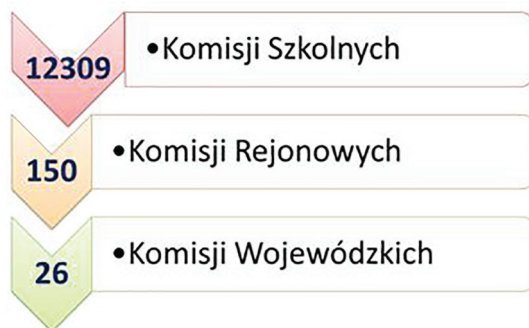 12309 •Komisji Szkolnych
150 •Komisji Rejonowych
26 •Komisji Wojewódzkich